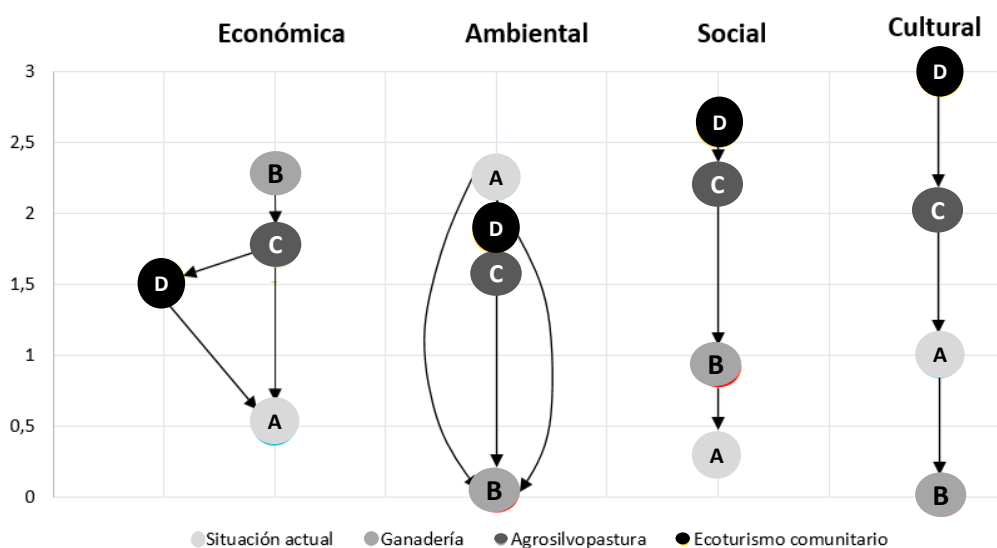 Económica Ambiental Social Cultural
3
2,5
2
1,5
1
0,5
0
B
C
D
A
A
D
C
B
D
C
B
A
D
C
A
B
Situación actual Ganadería Agrosilvopastura Ecoturismo comunitario